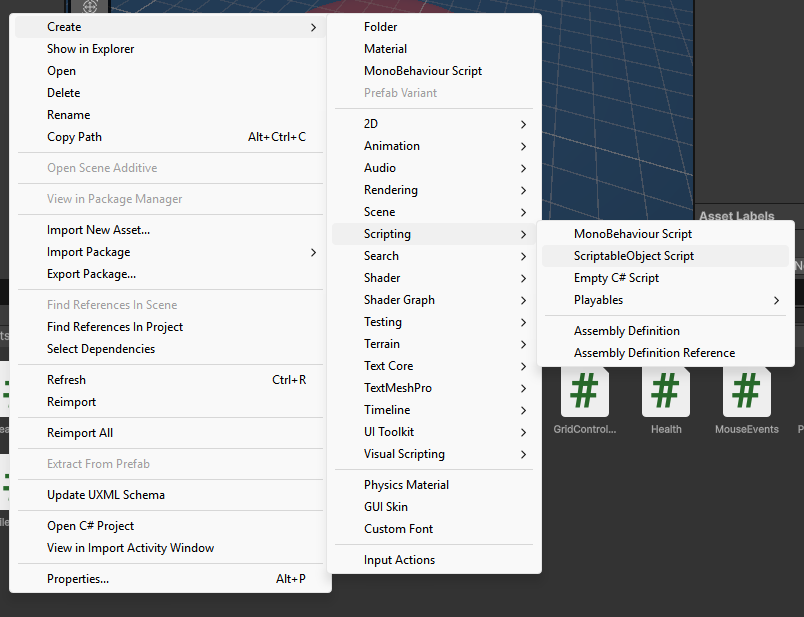 Create
Show in Explorer
Open
Delete
Rename
Copy Path Alt+Ctrl+C
Open Scene Additive
View in Package Manager
Import New Asset...
Import Package
Export Package...
Find References In Scene
Find References In Project
Select Dependencies
Refresh Ctrl+R
Reimport
Reimport All
Extract From Prefab
Update UXML Schema
Open C# Project
View in Import Activity Window
Properties... Alt+P
Folder
Material
MonoBehaviour Script
Prefab Variant
2D
Animation
Audio
Rendering
Scene
Scripting
Search
Shader
Shader Graph
Testing
Terrain
Text Core
TextMeshPro
Timeline
UI Toolkit
Visual Scripting
Physics Material
GUI Skin
Custom Font
Input Actions
Asset Labels
MonoBehaviour Script
ScriptableObject Script
Empty C# Script
Playables
Assembly Definition
Assembly Definition Reference
# # #
GridControl... Health MouseEvents